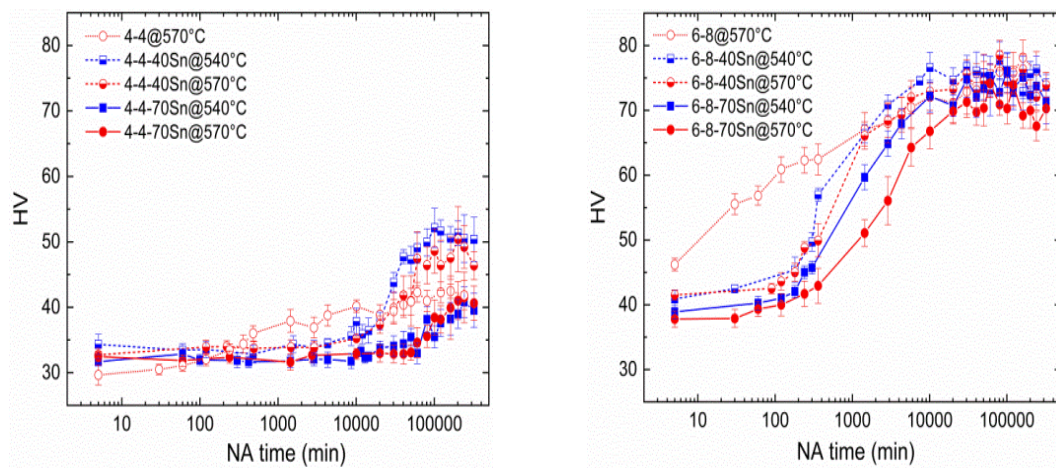 80
70
60
50
40
30
HV
4-4@570°C
4-4-40Sn@540°C
4-4-40Sn@570°C
4-4-70Sn@540°C
4-4-70Sn@570°C
10
100
1000
10000
100000
NA time (min)
80
70
60
50
40
30
HV
6-8@570°C
6-8-40Sn@540°C
6-8-40Sn@570°C
6-8-70Sn@540°C
6-8-70Sn@570°C
10
100
1000
10000
100000
NA time (min)